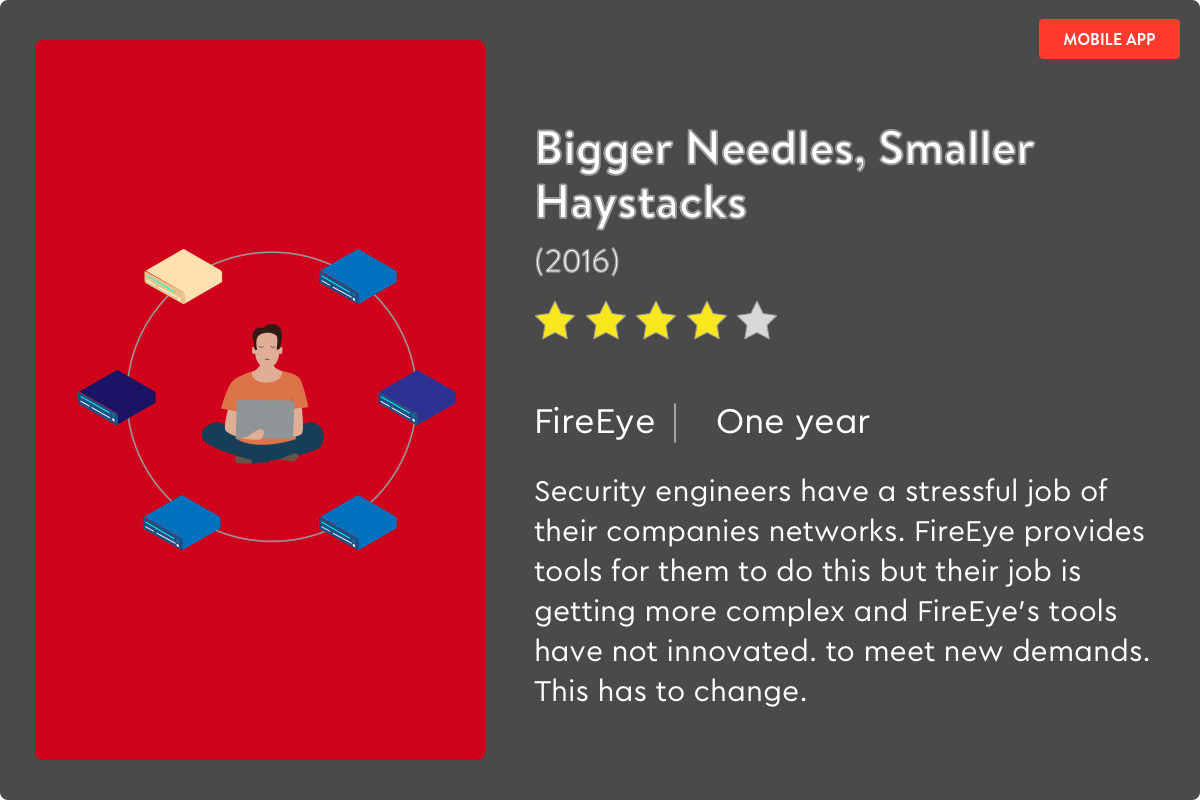 MOBILE APP
Bigger Needles, Smaller
Haystacks
(2016)
FireEye | One year
Security engineers have a stressful job of
their companies networks. FireEye provides
tools for them to do this but their job is
getting more complex and FireEye’s tools
have not innovated. to meet new demands.
This has to change.